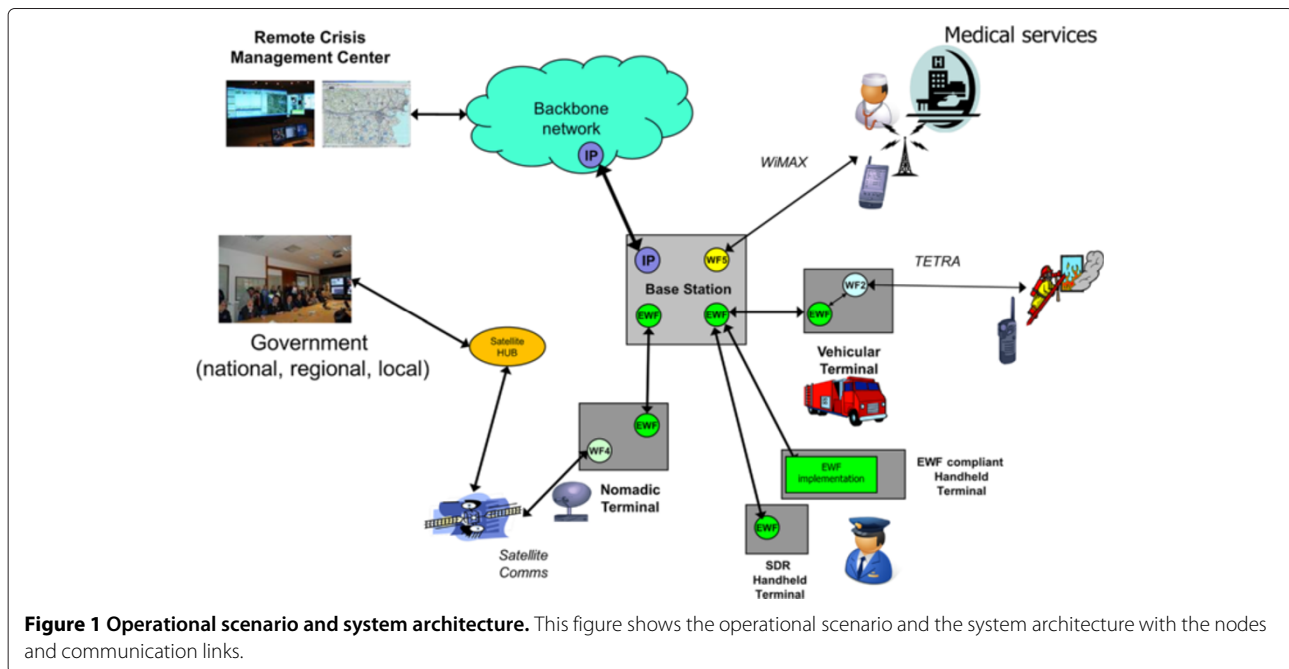 Remote Crisis
Management Center
Backbone
network
IP
Medical services
H
WiMAX
IP
WF5
Base Station
EWF
EWF
TETRA
WF2
EWF
Vehicular
Terminal
Government
(national, regional, local)
Satellite
HUB
EWF
WF4
Nomadic
Terminal
Satellite
Comms
EWF
implementation
EWF compliant
Handheld
Terminal
EWF
SDR
Handheld
Terminal
Figure 1 Operational scenario and system architecture. This figure shows the operational scenario and the system architecture with the nodes
and communication links.